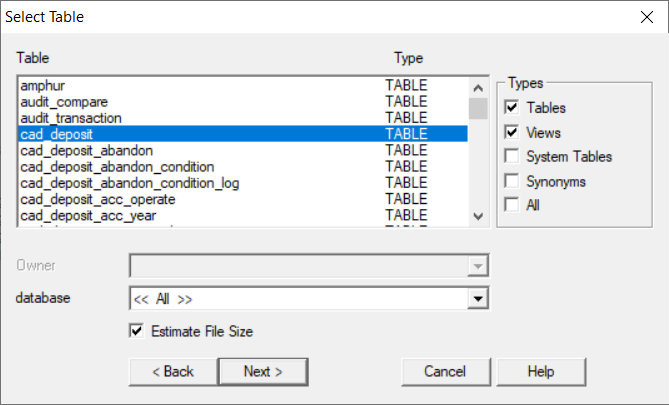 Select Table
Table Type
amphur TABLE
audit_compare TABLE
audit_transaction TABLE
cad_deposit TABLE
cad_deposit_abandon TABLE
cad_deposit_abandon_condition TABLE
cad_deposit_abandon_condition_log TABLE
cad_deposit_acc_operate TABLE
cad_deposit_acc_year TABLE
Types
Tables
Views
System Tables
Synonyms
All
Owner
database << All >>
Estimate File Size
< Back Next > Cancel Help